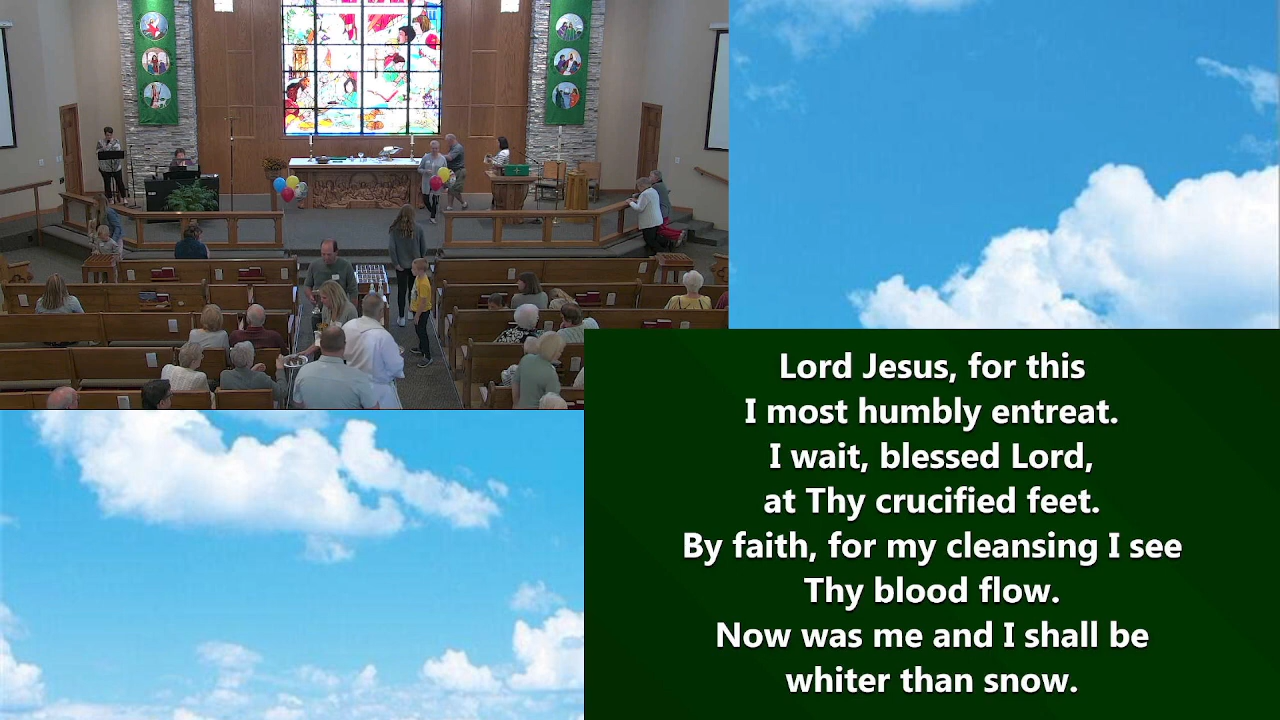 Lord Jesus, for this
I most humbly entreat.
I wait, blessed Lord,
at Thy crucified feet.
By faith, for my cleansing I see
Thy blood flow.
Now was me and I shall be
whiter than snow.